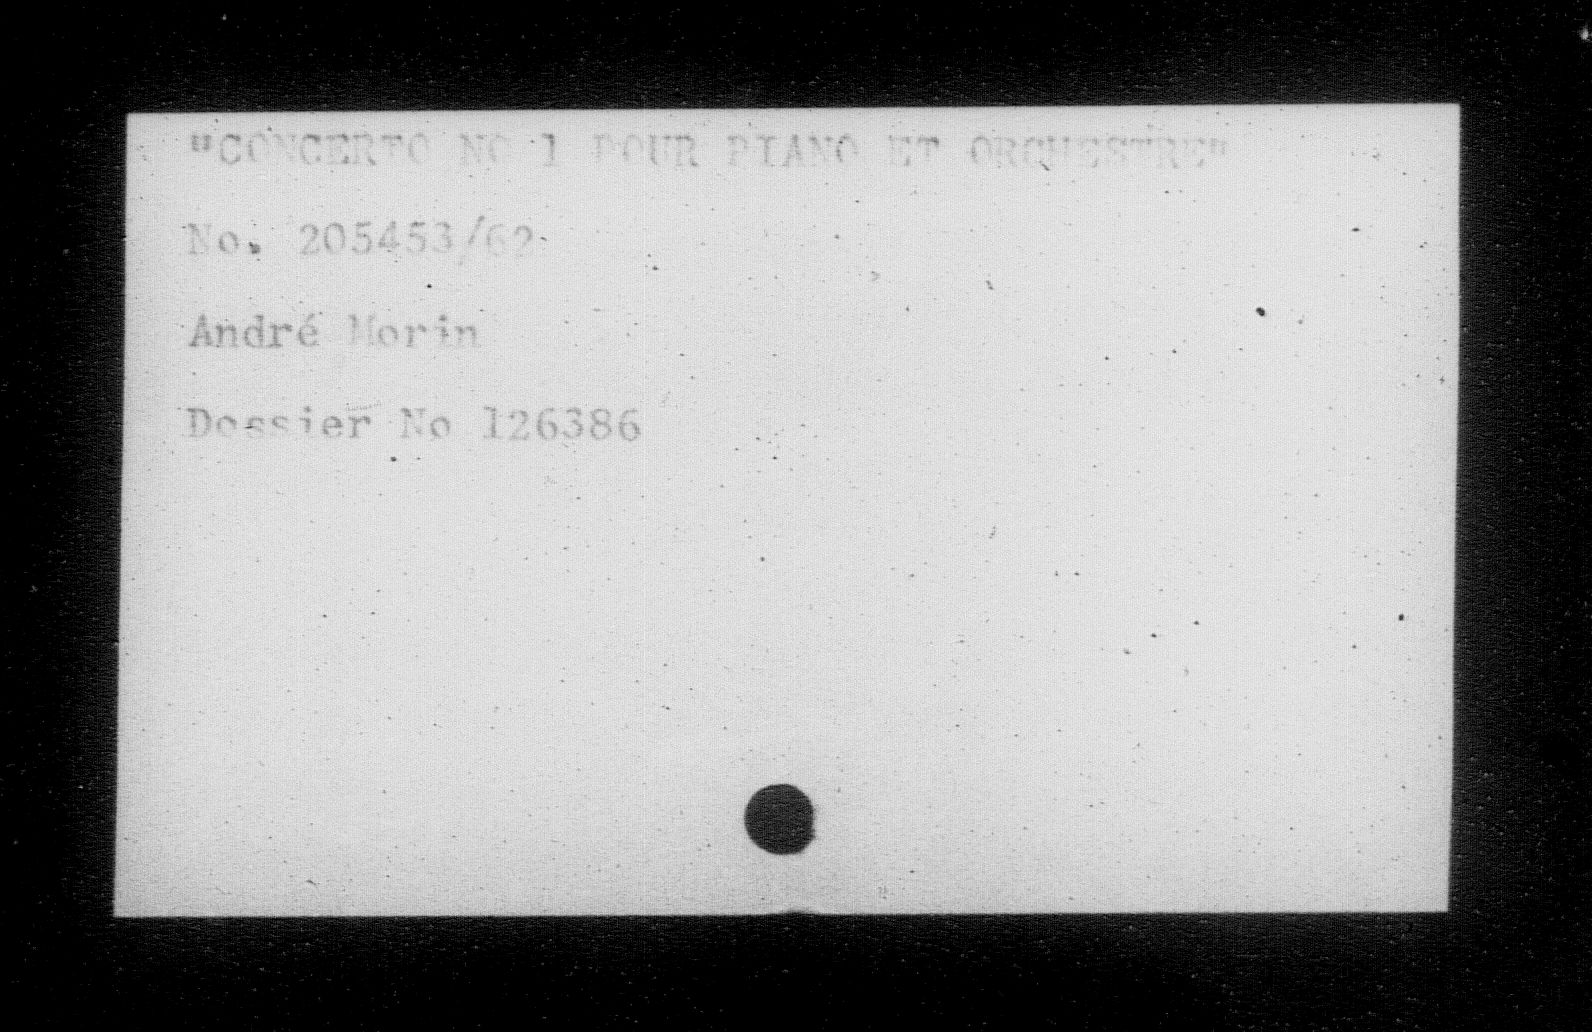 "CONCERTO NO 1 POUR PIANO ET ORCHESTRE"
No. 205453/62
André Morin
Dossier No 126386